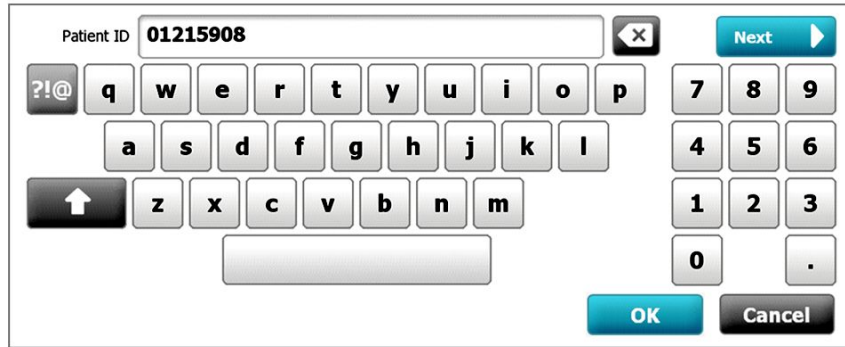 Patient ID 01215908 Next
?!@ q w e r t y u i o p 7 8 9
a s d f g h j k l 4 5 6
z x c v b n m 1 2 3
0 .
OK Cancel